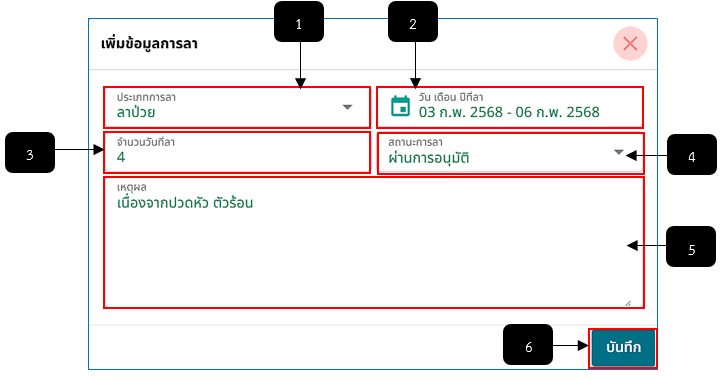 1
2
เพิ่มข้อมูลการลา
ประเภทการลา
ลาป่วย
วัน เดือน ปีที่ลา
03 ก.พ. 2568 - 06 ก.พ. 2568
3
จำนวนวันที่ลา
4
สถานะการลา
ผ่านการอนุมัติ
4
เหตุผล
เนื่องจากปวดหัว ตัวร้อน
5
6
บันทึก